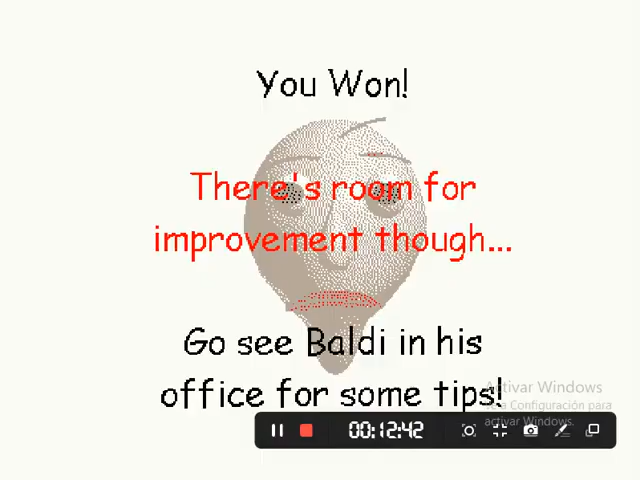 You Won!
There's room for
improvement though...
Go see Baldi in his
office for some tips!
Activar Windows
Ve a Configuración para
activar Windows.
00:12:42